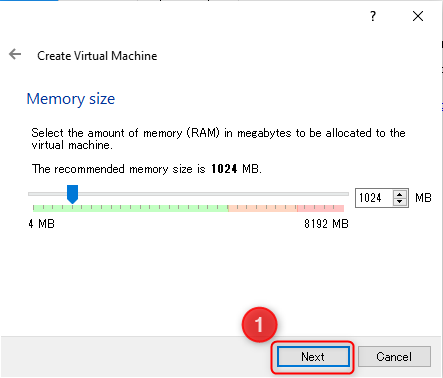 ?
Create Virtual Machine
Memory size
Select the amount of memory (RAM) in megabytes to be allocated to the
virtual machine.
The recommended memory size is 1024 MB.
1024 MB
4 MB 8192 MB
1
Next Cancel